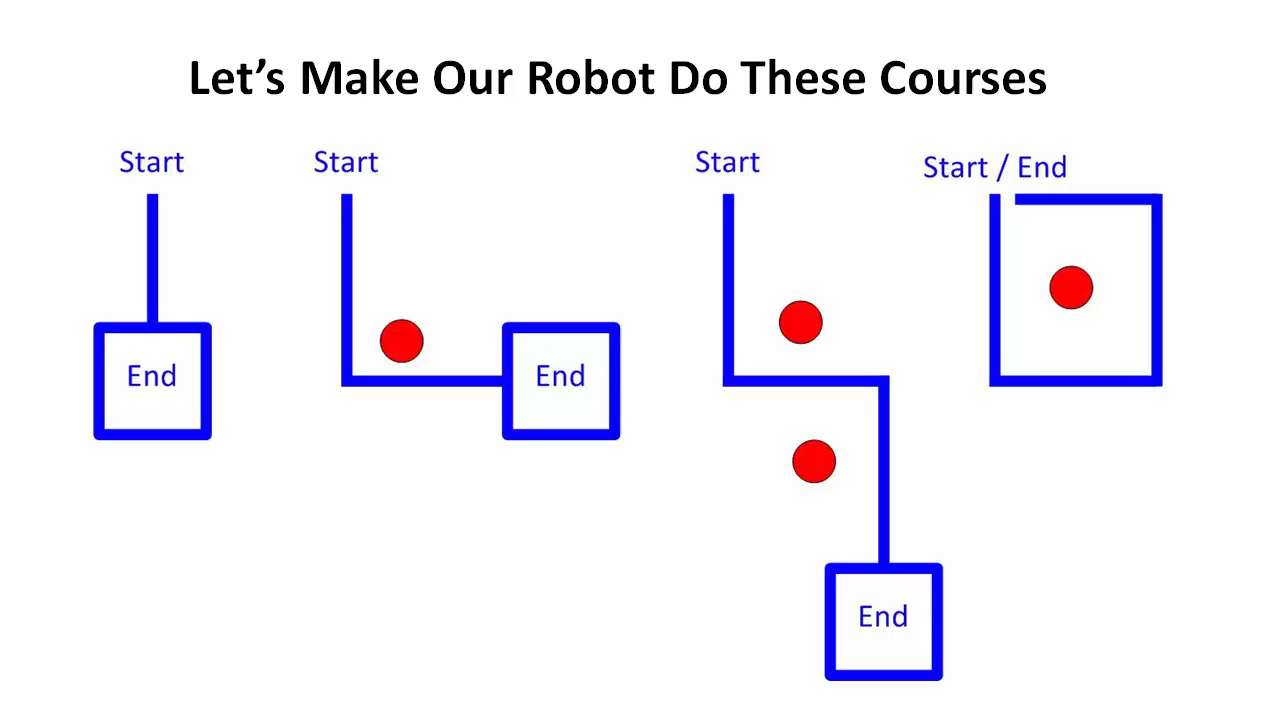 Let's Make Our Robot Do These Courses
Start
Start
Start
Start / End
End
End
End